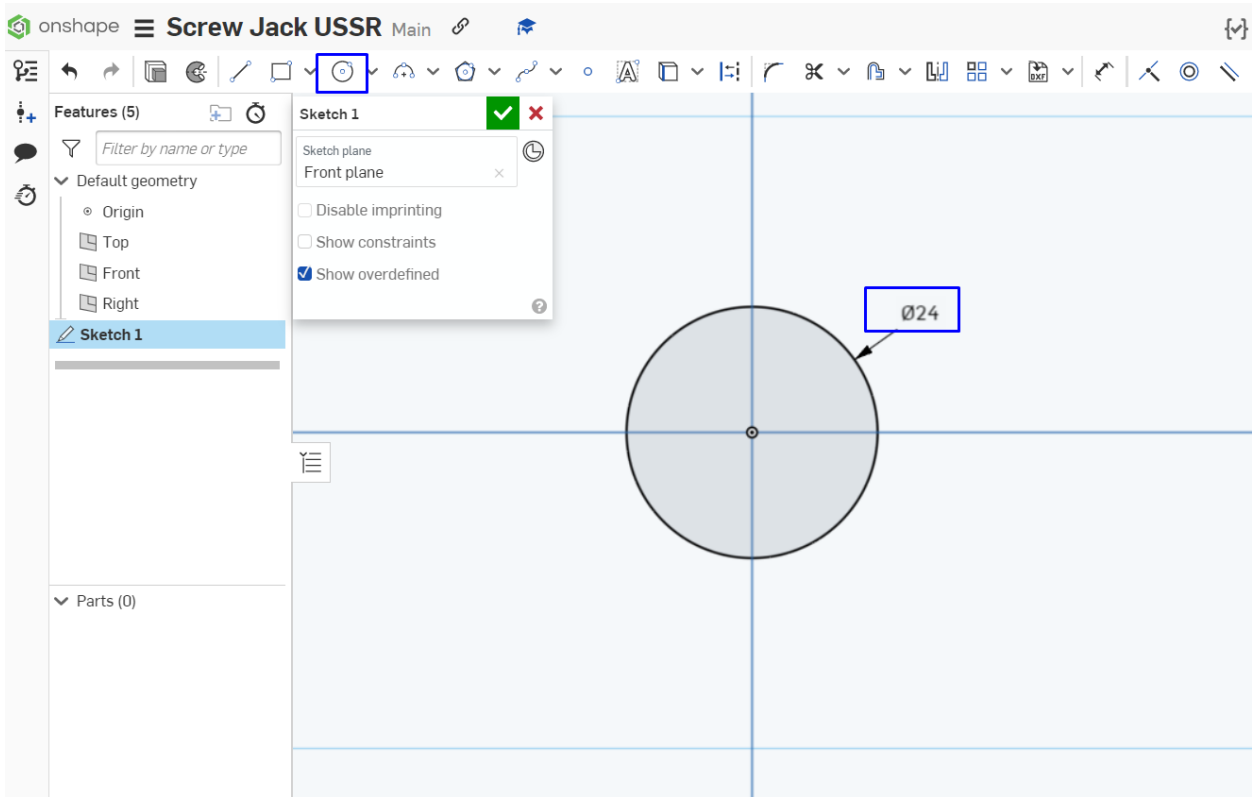 onshape Screw Jack USSR Main
DXF
Features (5)
Filter by name or type
Default geometry
Origin
Top
Front
Right
Sketch 1
Parts (0)
Sketch 1
Sketch plane
Front plane
Disable imprinting
Show constraints
Show overdefined
Ø24